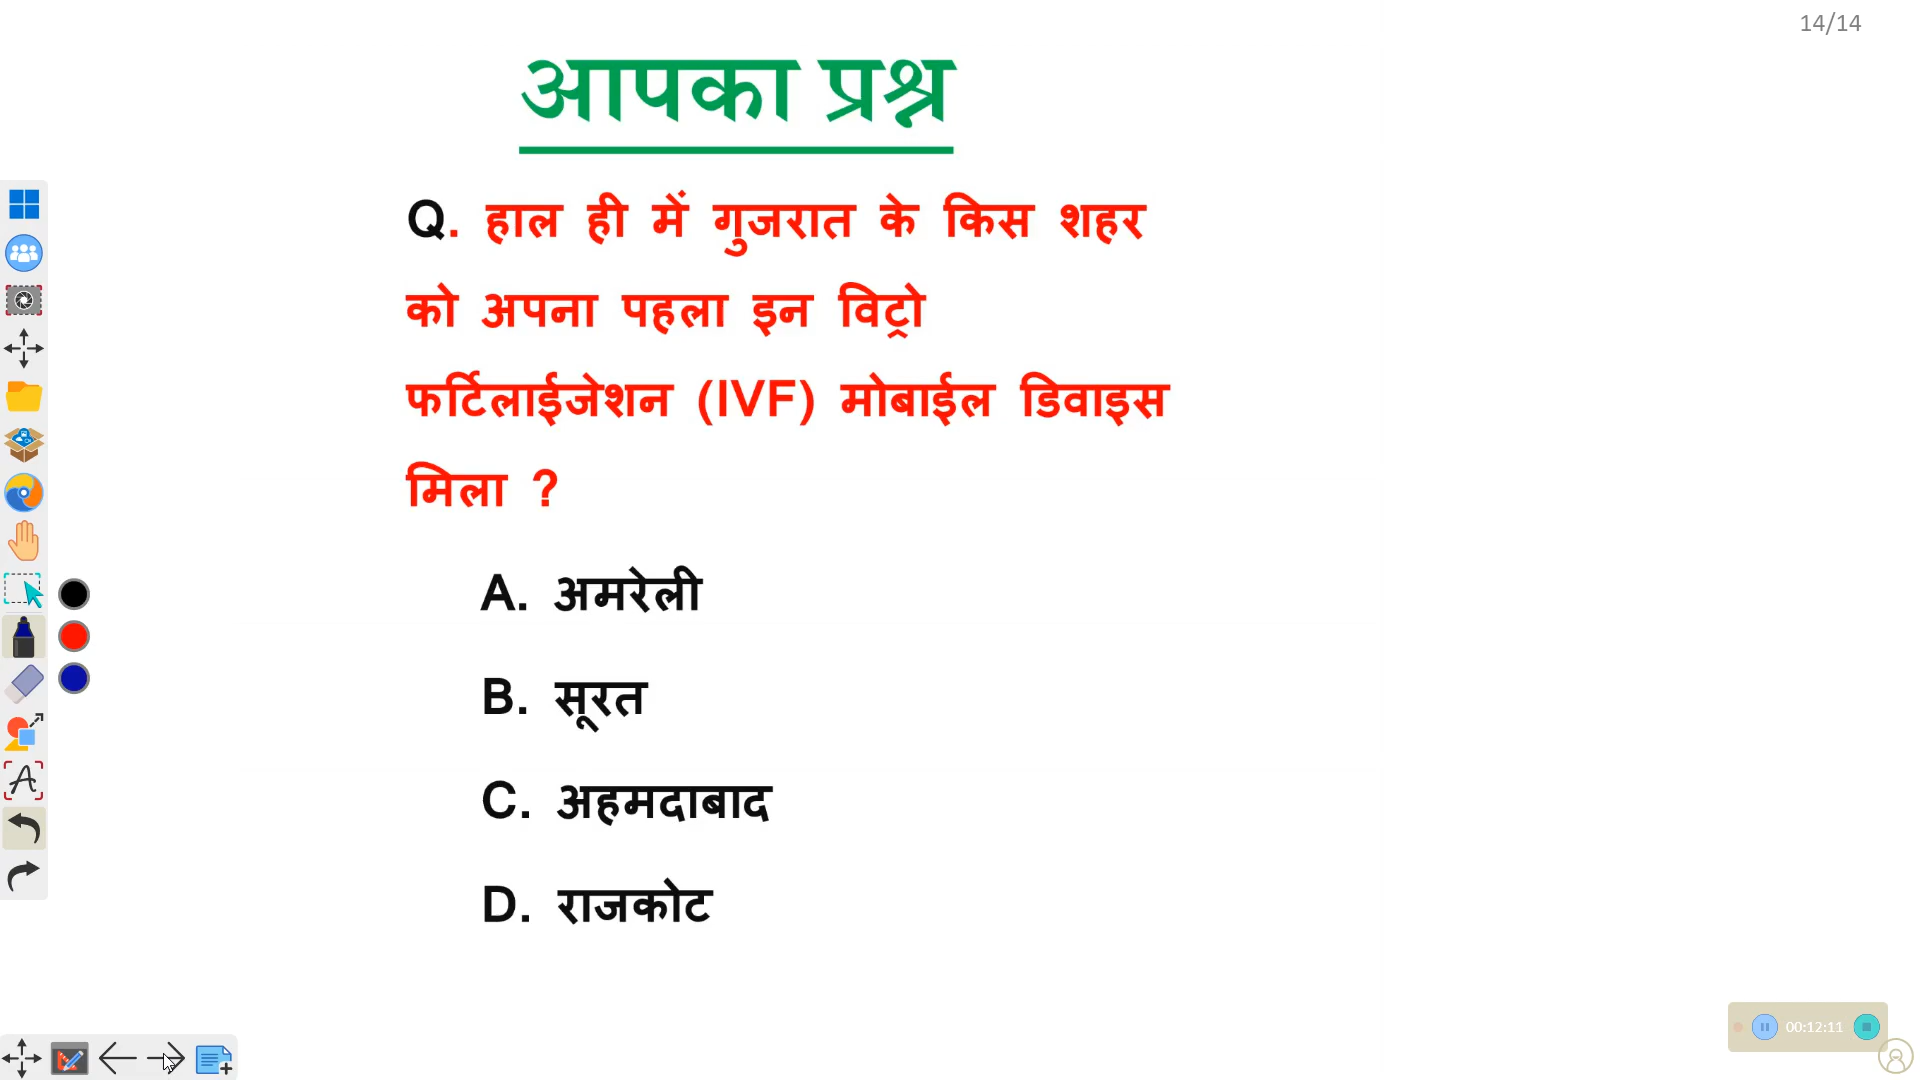 14/14
आपका प्रश्न
Q. हाल ही में गुजरात के किस शहर
को अपना पहला इन विट्रो
फर्टिलाईजेशन (IVF) मोबाईल डिवाइस
मिला ?
A. अमरेली
B. सूरत
C. अहमदाबाद
D. राजकोट
00:12:11